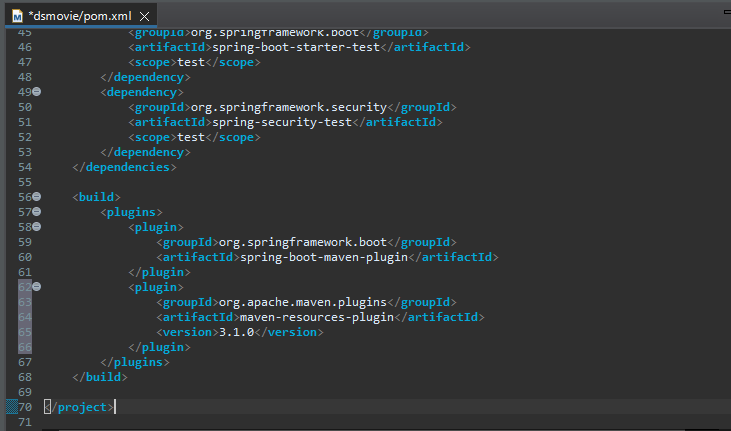 *dsmovie/pom.xml
45 <groupId>org.springframework.boot</groupId>
46 <artifactId>spring-boot-starter-test</artifactId>
47 <scope>test</scope>
48 </dependency>
49 <dependency>
50 <groupId>org.springframework.security</groupId>
51 <artifactId>spring-security-test</artifactId>
52 <scope>test</scope>
53 </dependency>
54 </dependencies>
55
56 <build>
57 <plugins>
58 <plugin>
59 <groupId>org.springframework.boot</groupId>
60 <artifactId>spring-boot-maven-plugin</artifactId>
61 </plugin>
62 <plugin>
63 <groupId>org.apache.maven.plugins</groupId>
64 <artifactId>maven-resources-plugin</artifactId>
65 <version>3.1.0</version>
66 </plugin>
67 </plugins>
68 </build>
69
70 </project>
71